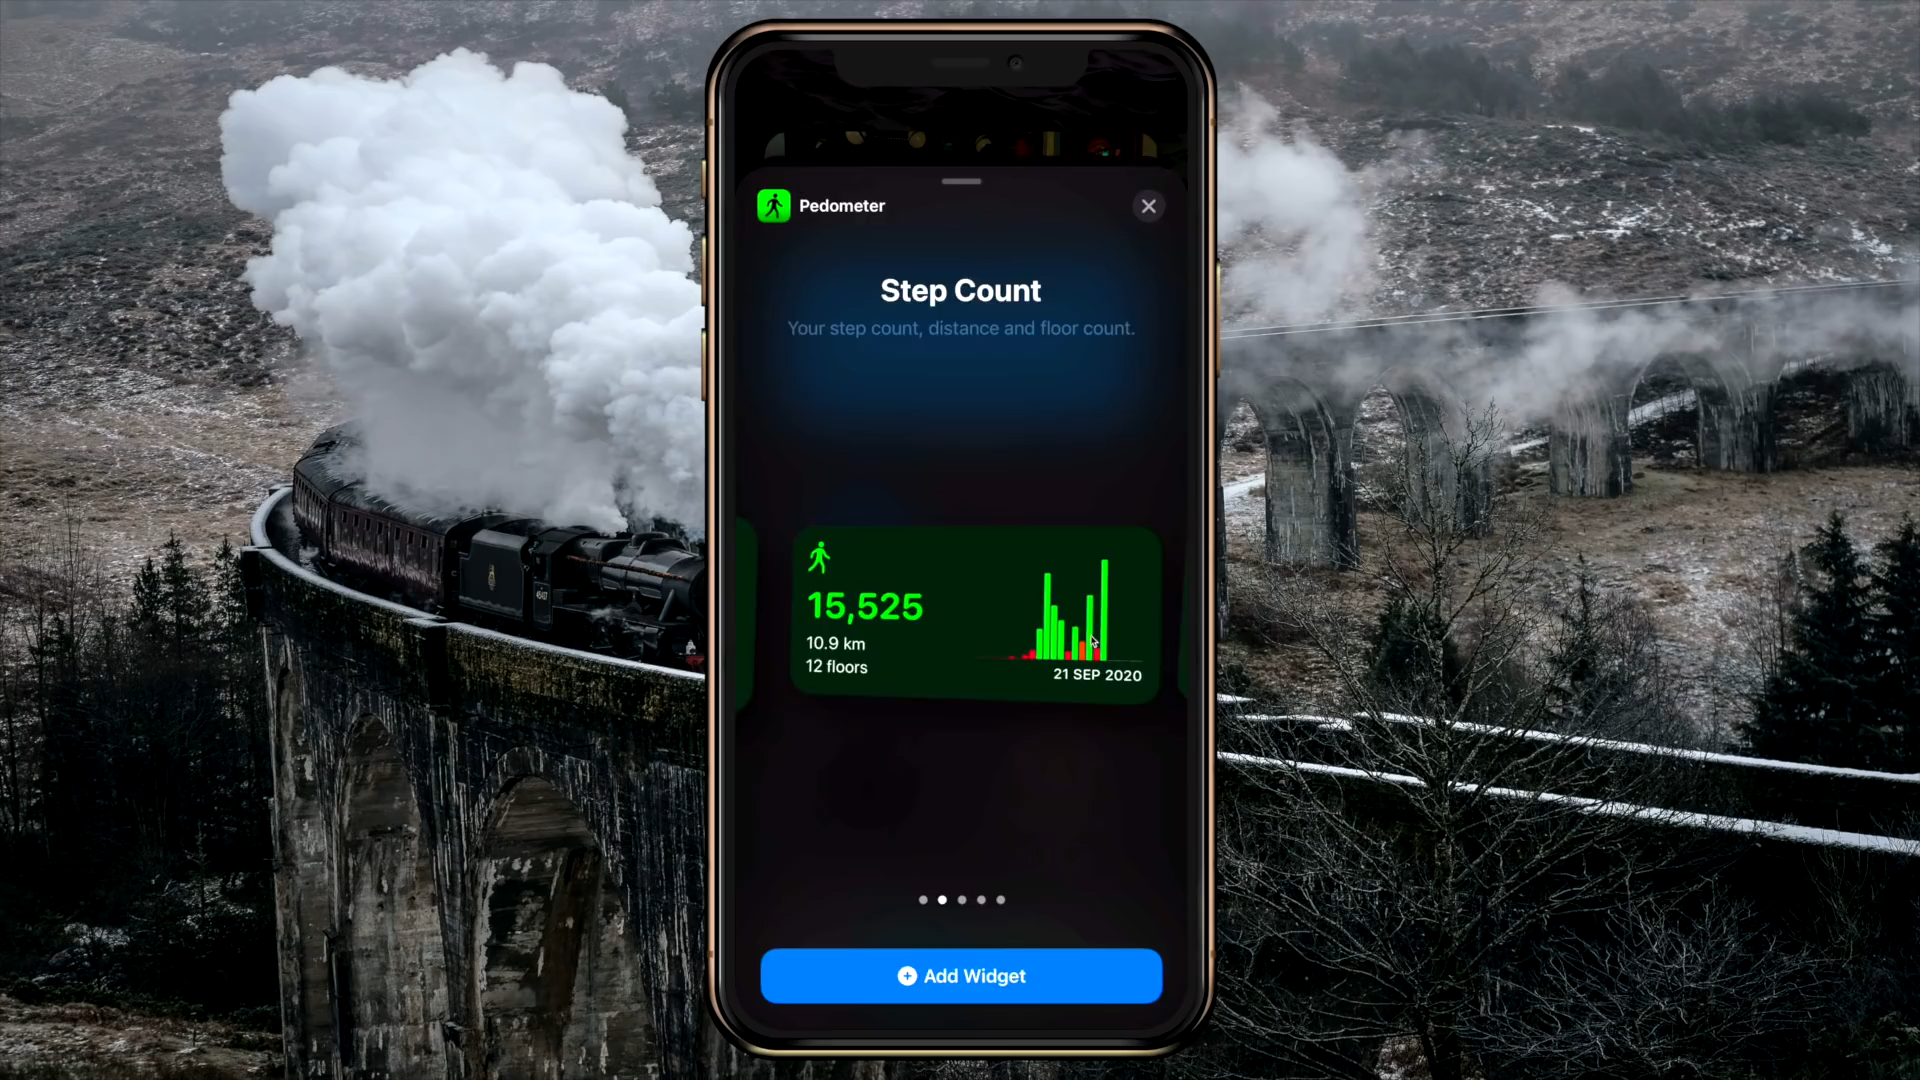 Pedometer
Step Count
Your step count, distance and floor count.
15,525
10.9 km
12 floors
21 SEP 2020
Add Widget